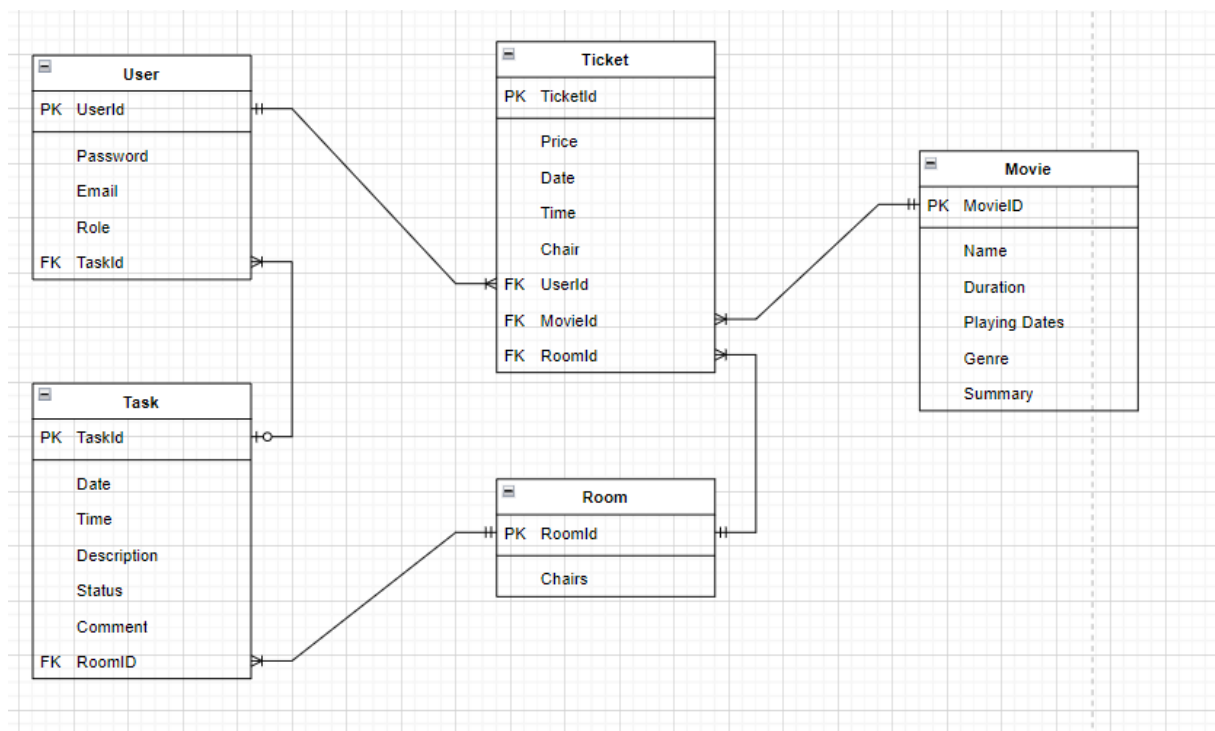 User
PK UserId
Password
Email
Role
FK TaskId
Task
PK TaskId
Date
Time
Description
Status
Comment
FK RoomID
Ticket
PK TicketId
Price
Date
Time
Chair
FK UserId
FK MovieId
FK RoomId
Room
PK RoomId
Chairs
Movie
PK MovieID
Name
Duration
Playing Dates
Genre
Summary